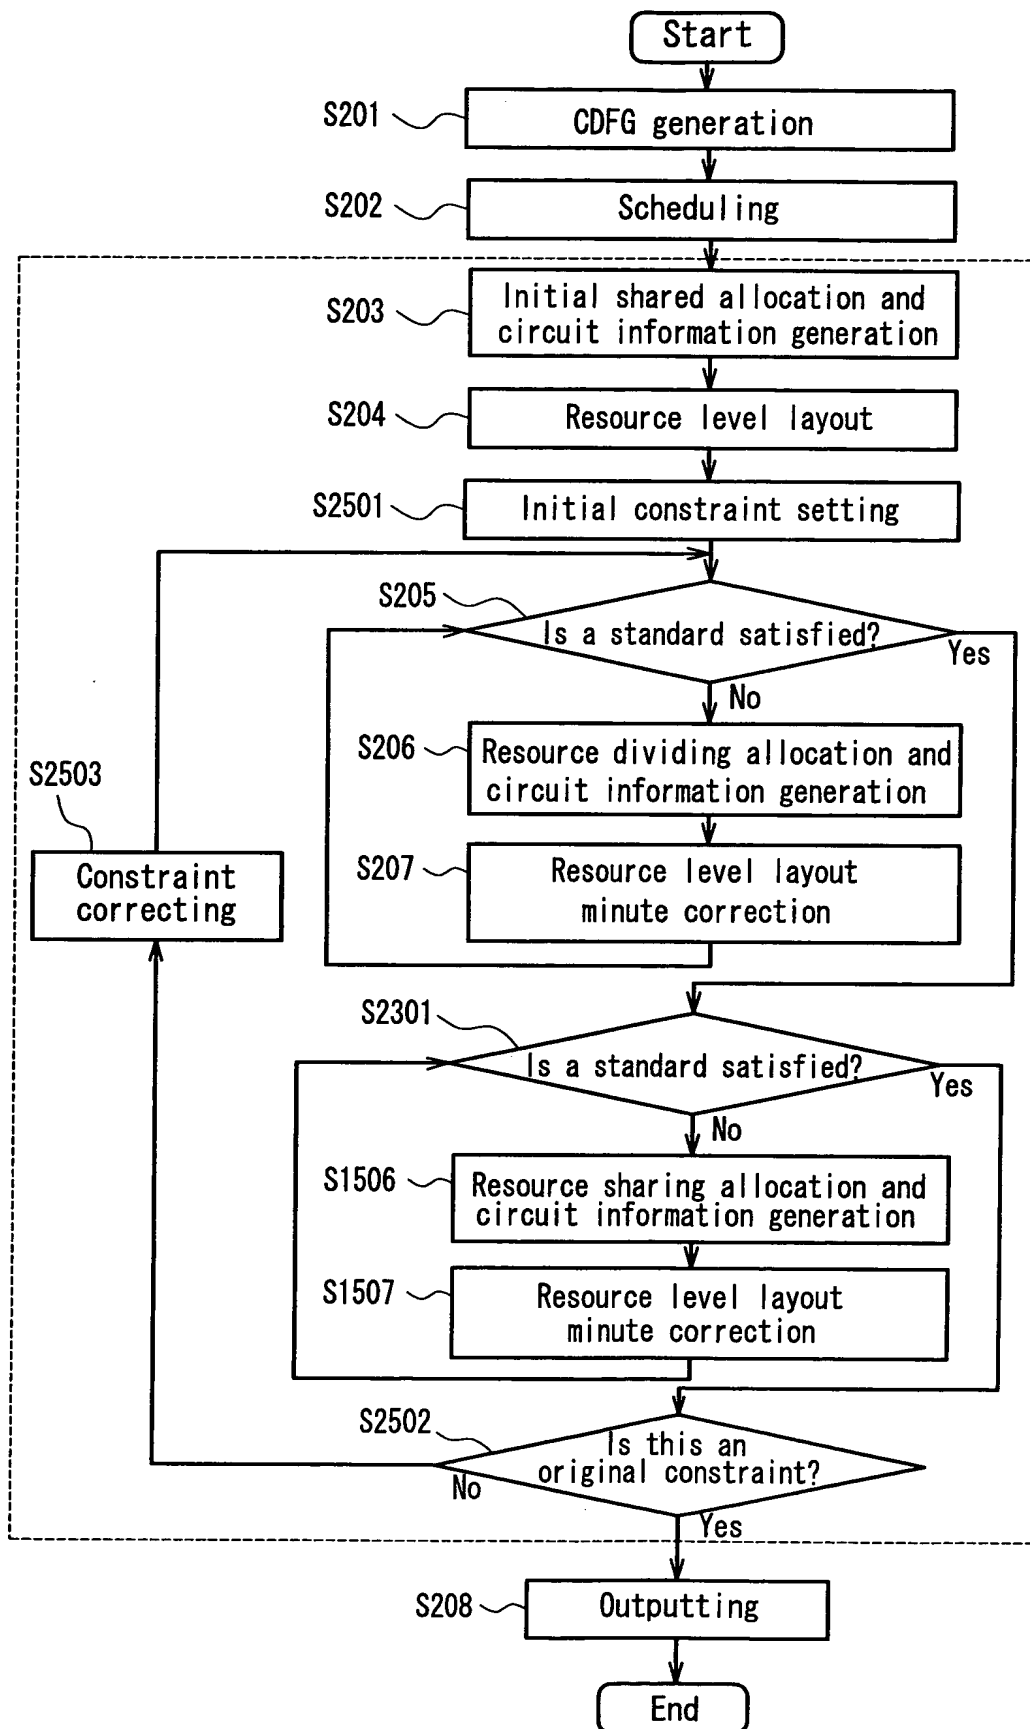 Start
S201
CDFG generation
S202
Scheduling
S203
Initial shared allocation and
circuit information generation
S204
Resource level layout
S2501
Initial constraint setting
S205
Is a standard satisfied?
Yes
No
S206
Resource dividing allocation and
circuit information generation
S2503
Constraint
correcting
S207
Resource level layout
minute correction
S2301
Is a standard satisfied?
Yes
No
S1506
Resource sharing allocation and
circuit information generation
S1507
Resource level layout
minute correction
S2502
Is this an
original constraint?
No
Yes
S208
Outputting
End